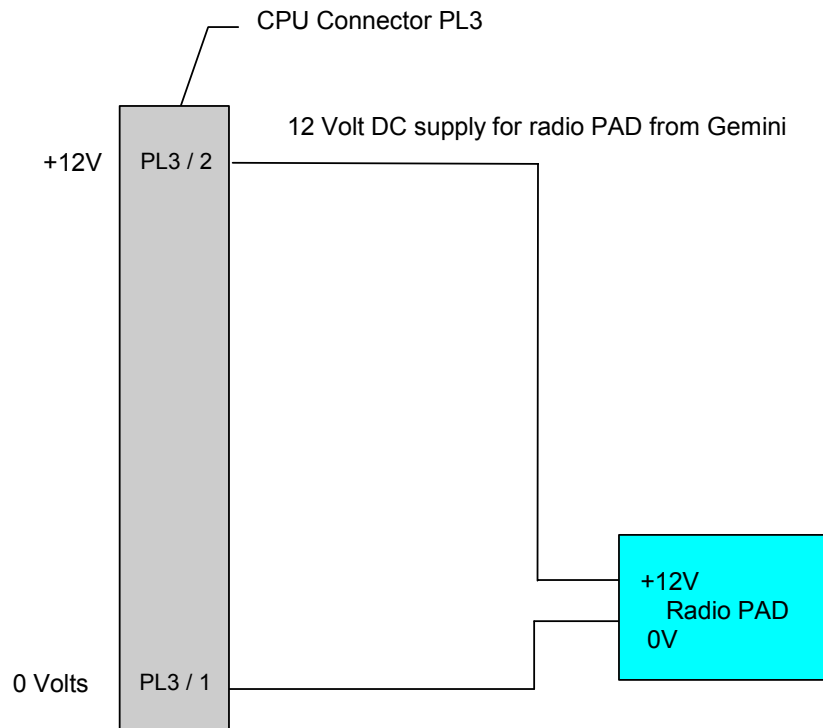 CPU Connector PL3
12 Volt DC supply for radio PAD from Gemini
+12V
PL3 / 2
+12V
Radio PAD
0V
0 Volts
PL3 / 1